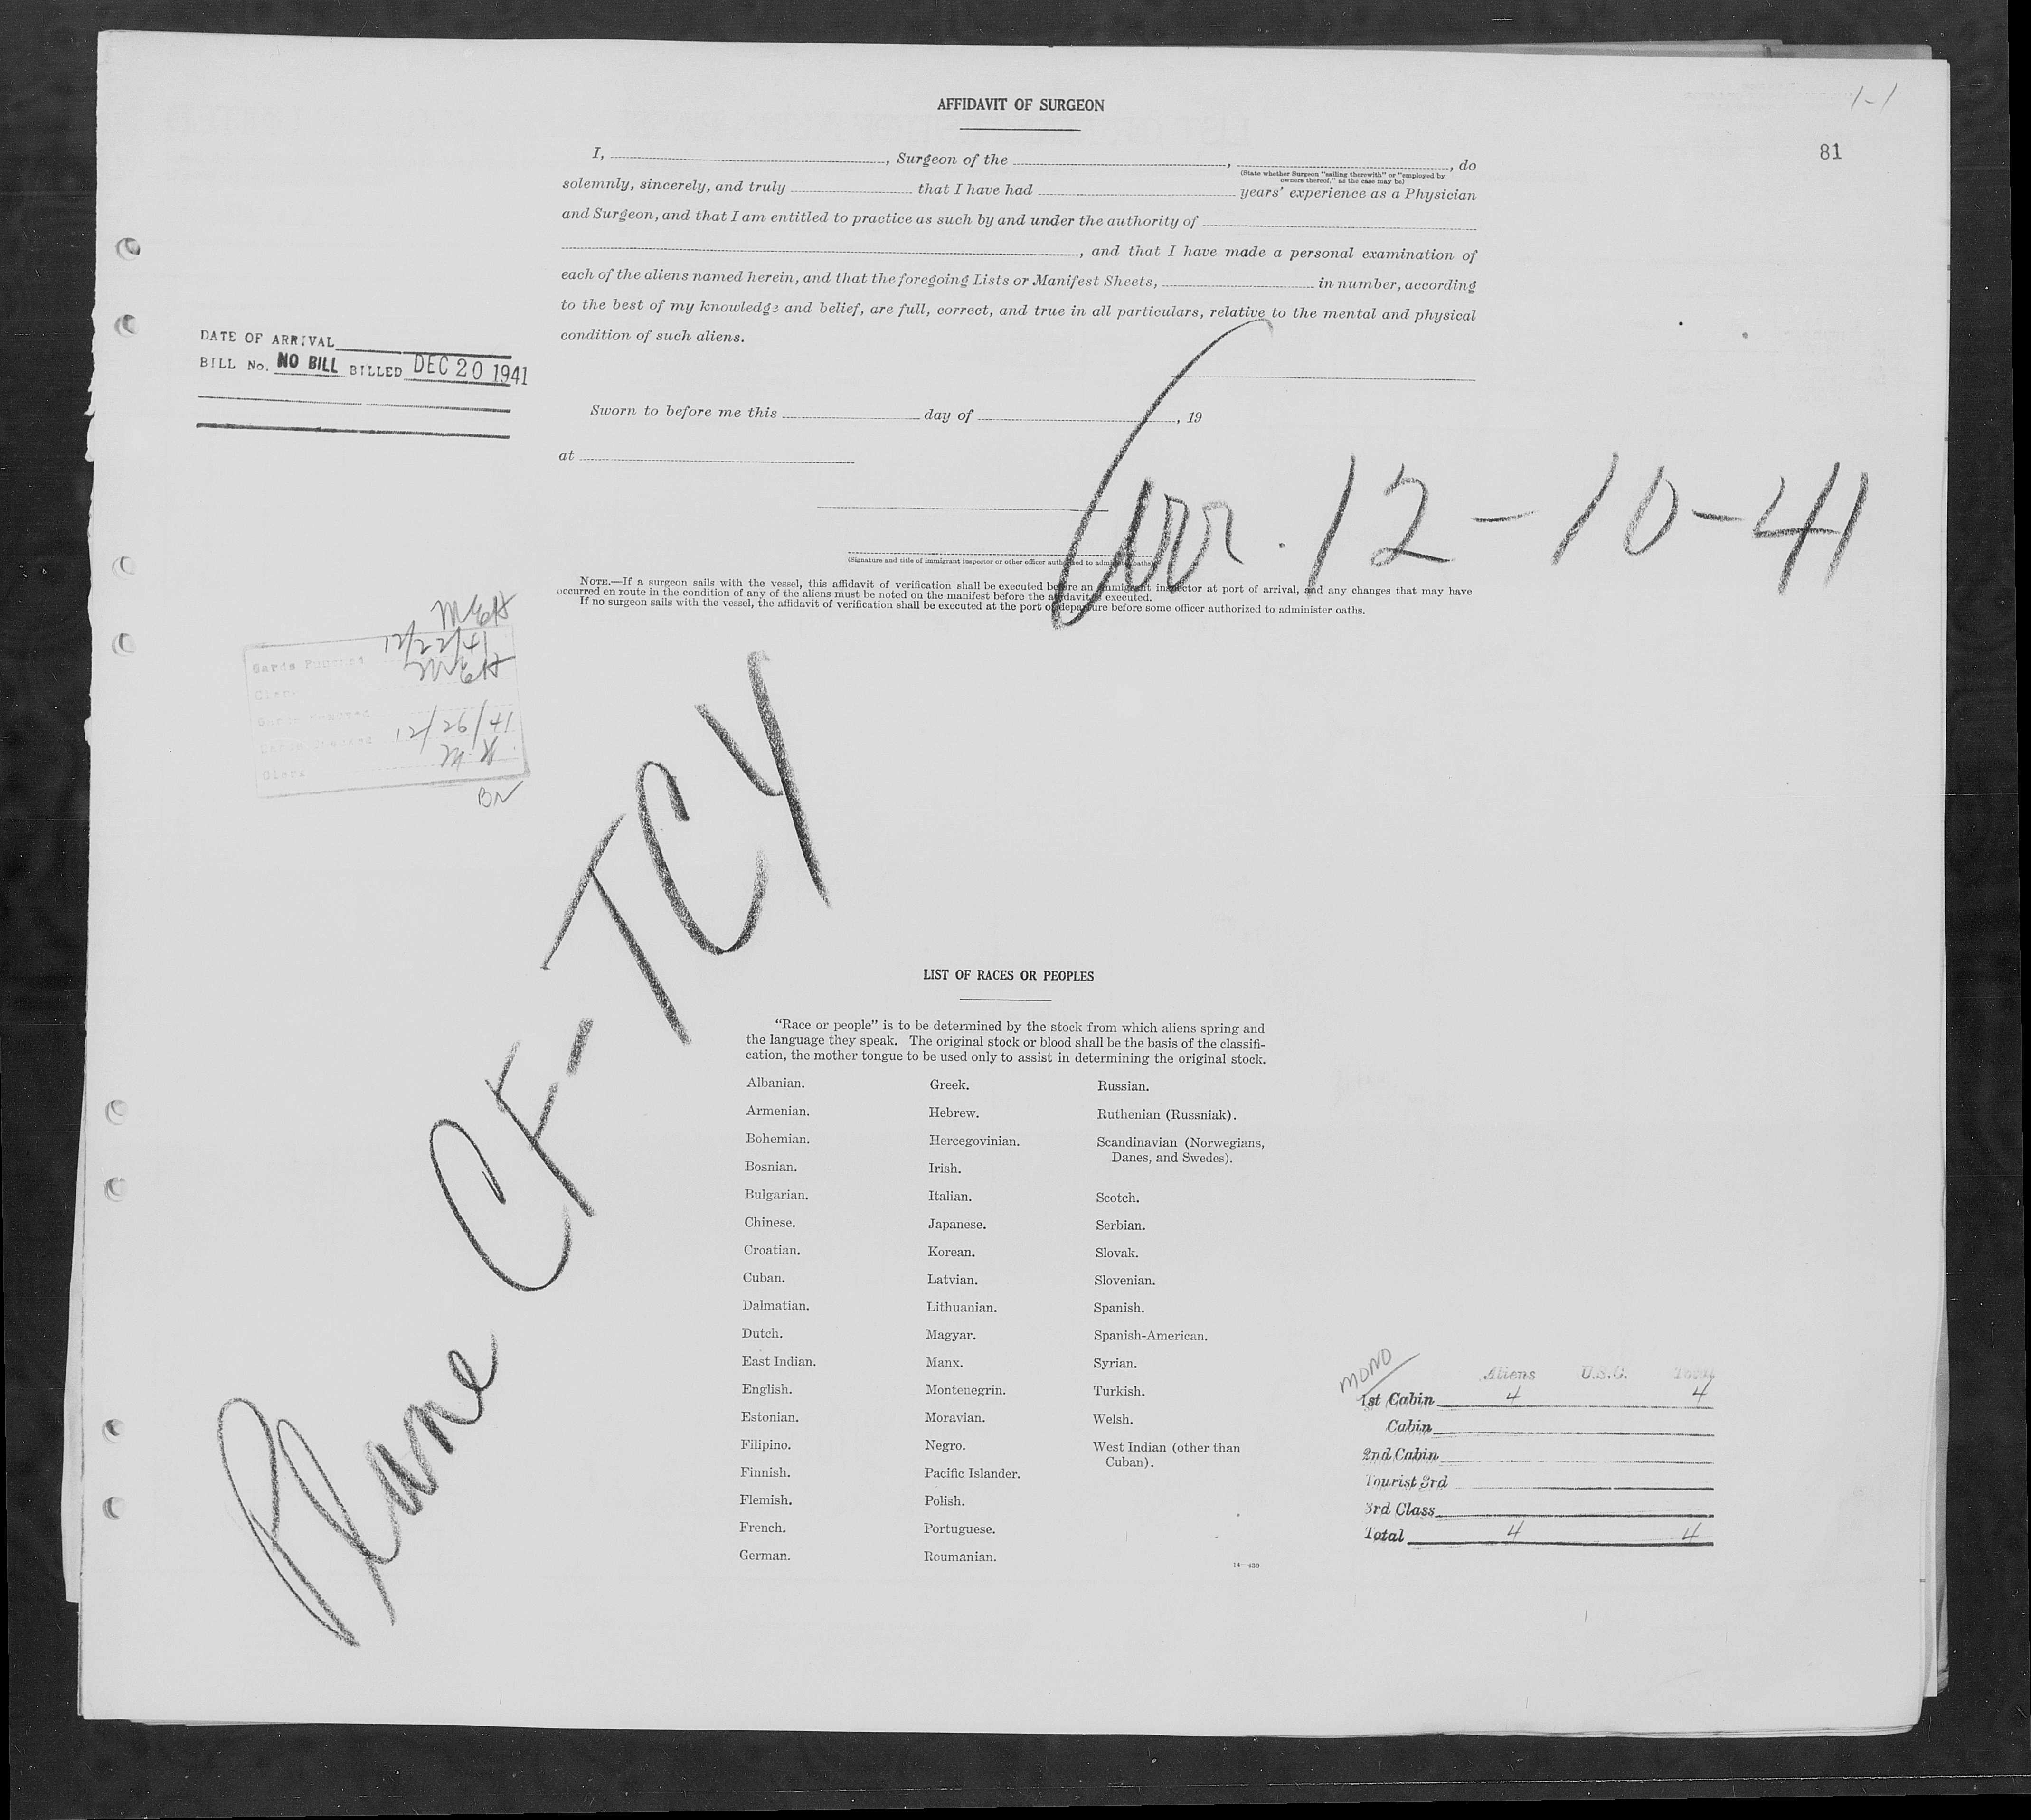 1-1
81
AFFIDAVIT OF SURGEON
I, , Surgeon of the , , do
(State whether Surgeon "sailing therewith" or "employed by
owners thereof," as the case may be)
solemnly, sincerely, and truly that I have had years' experience as a Physician
and Surgeon, and that I am entitled to practice as such by and under the authority of
, and that I have made a personal examination of
each of the aliens named herein, and that the foregoing Lists or Manifest Sheets, in number, according
to the best of my knowledge and belief, are full, correct, and true in all particulars, relative to the mental and physical
condition of such aliens.
DATE OF ARRIVAL
BILL No. NO BILL BILLED DEC 20 1941
Sworn to before me this day of , 19
at
Arr. 12-10-41
(Signature and title of immigrant inspector or other officer authorized to administer oaths)
NOTE.—If a surgeon sails with the vessel, this affidavit of verification shall be executed before an immigrant inspector at port of arrival, and any changes that may have
occurred en route in the condition of any of the aliens must be noted on the manifest before the affidavit is executed.
If no surgeon sails with the vessel, the affidavit of verification shall be executed at the port of departure before some officer authorized to administer oaths.
MEH
Cards Punched 12/22/41
Clerk MEH
12/26/41
Clerk
BN
Plane CF-TCY
LIST OF RACES OR PEOPLES
"Race or people" is to be determined by the stock from which aliens spring and
the language they speak. The original stock or blood shall be the basis of the classifi-
cation, the mother tongue to be used only to assist in determining the original stock.
Albanian.
Armenian.
Bohemian.
Bosnian.
Bulgarian.
Chinese.
Croatian.
Cuban.
Dalmatian.
Dutch.
East Indian.
English.
Estonian.
Filipino.
Finnish.
Flemish.
French.
German.
Greek.
Hebrew.
Hercegovinian.
Irish.
Italian.
Japanese.
Korean.
Latvian.
Lithuanian.
Magyar.
Manx.
Montenegrin.
Moravian.
Negro.
Pacific Islander.
Polish.
Portuguese.
Roumanian.
Russian.
Ruthenian (Russniak).
Scandinavian (Norwegians,
Danes, and Swedes).
Scotch.
Serbian.
Slovak.
Slovenian.
Spanish.
Spanish-American.
Syrian.
Turkish.
Welsh.
West Indian (other than
Cuban).
14—430
MONO
Aliens U.S.C. Total
1st Cabin 4 4
Cabin
2nd Cabin
Tourist 3rd
3rd Class
Total 4 4